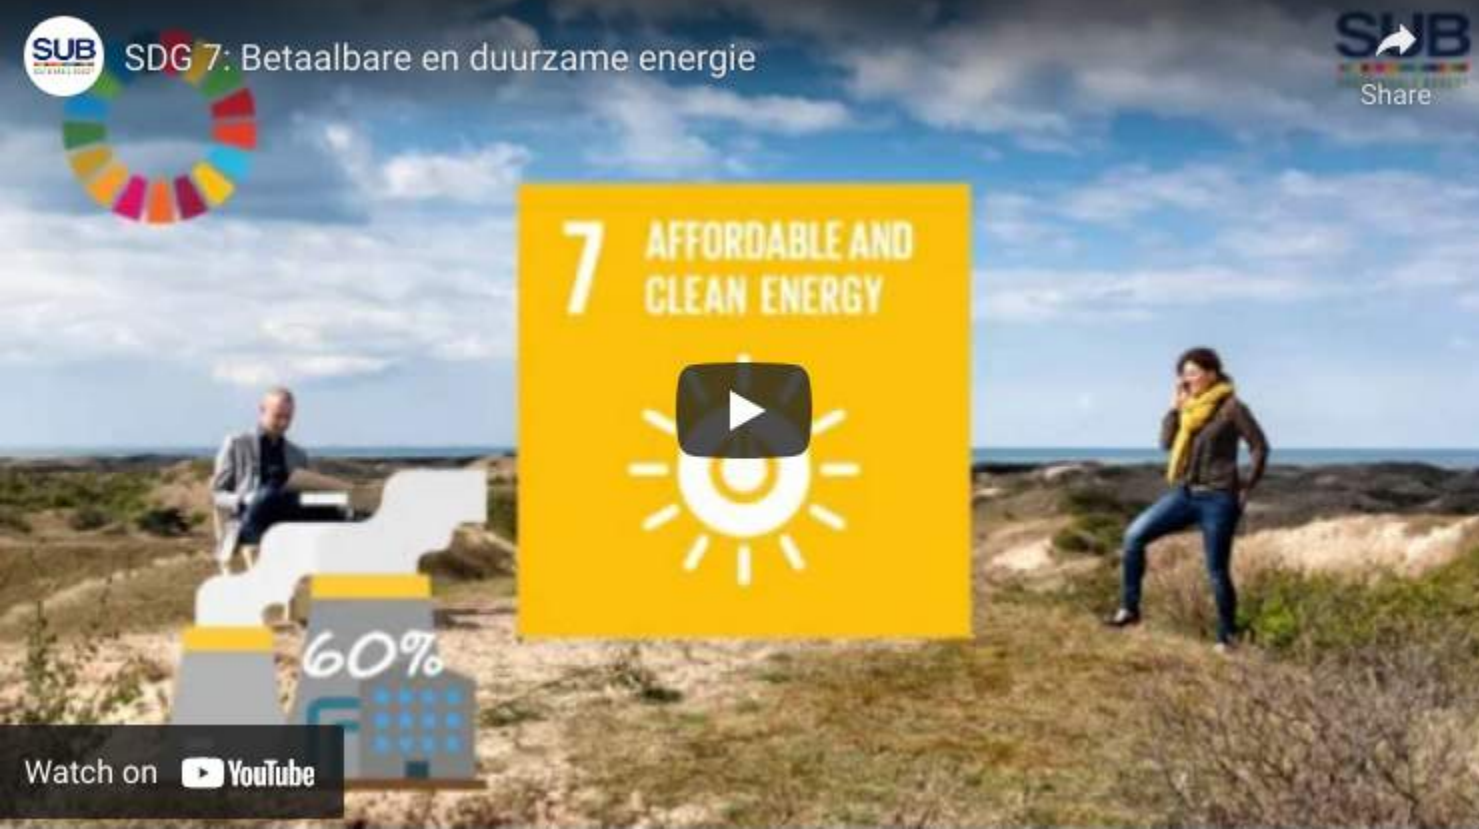 SUB
SDG 7: Betaalbare en duurzame energie
SUB
Share
7 AFFORDABLE AND
CLEAN ENERGY
60%
Watch on YouTube